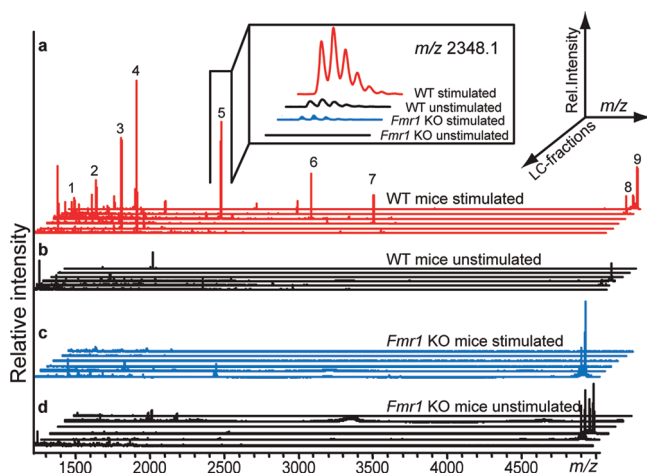 a
m/z 2348.1
WT stimulated
WT unstimulated
Fmr1 KO stimulated
Fmr1 KO unstimulated
Rel.Intensity
m/z
LC-fractions
1
2
3
4
5
6
7
8
9
WT mice stimulated
b
WT mice unstimulated
c
Fmr1 KO mice stimulated
d
Fmr1 KO mice unstimulated
Relative intensity
1500 2000 2500 3000 3500 4000 4500 m/z